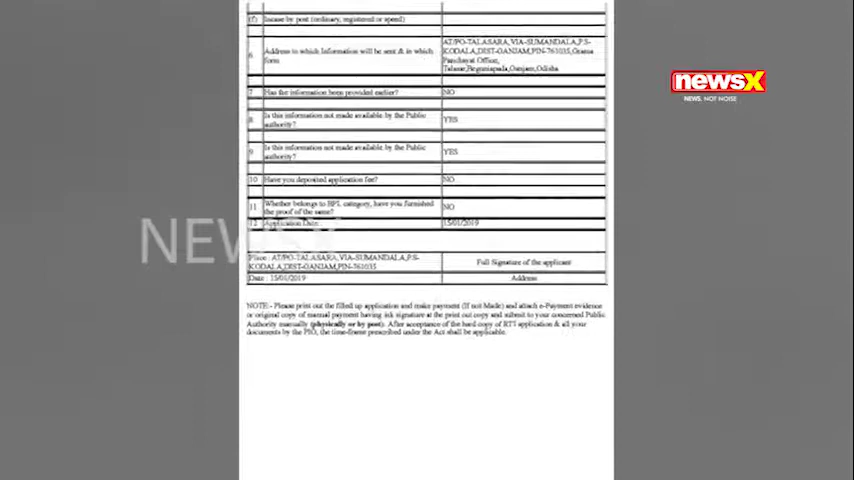 (f) Incase by post (ordinary, registered or speed)
6 Address to which Information will be sent & in which form
AT/PO-TALASARA,VIA-SUMANDALA,P.S-
KODALA,DIST-GANJAM,PIN-761035,Grama
Panchayat Office,
Talasar,Beguniapada,Ganjam,Odisha
7 Has the information been provided earlier? NO
8 Is this information not made available by the Public
authority? YES
9 Is this information not made available by the Public
authority? YES
10 Have you deposited application fee? NO
11 Whether belongs to BPL category, have you furnished
the proof of the same? NO
12 Application Date : 15/01/2019
Place : AT/PO-TALASARA,VIA-SUMANDALA,P.S-
KODALA,DIST-GANJAM,PIN-761035
Full Signature of the applicant
Date : 15/01/2019 Address
NOTE - Please print out the filled up application and make payment (If not Made) and attach e-Payment evidence
or original copy of manual payment having ink signature at the print out copy and submit to your concerned Public
Authority manually (physically or by post). After acceptance of the hard copy of RTI application & all your
documents by the PIO, the time-frame prescribed under the Act shall be applicable.
newsX
NEWS, NOT NOISE
NEWSX